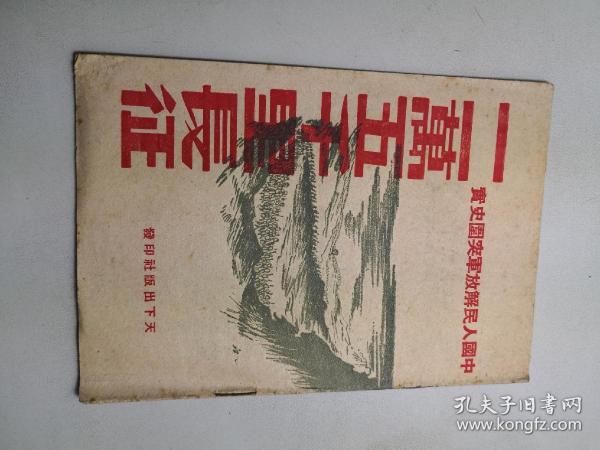 二萬五千里長征
中國人民解放軍突圍史實
天下出版社印發
孔夫子旧书网
www.kongfz.com